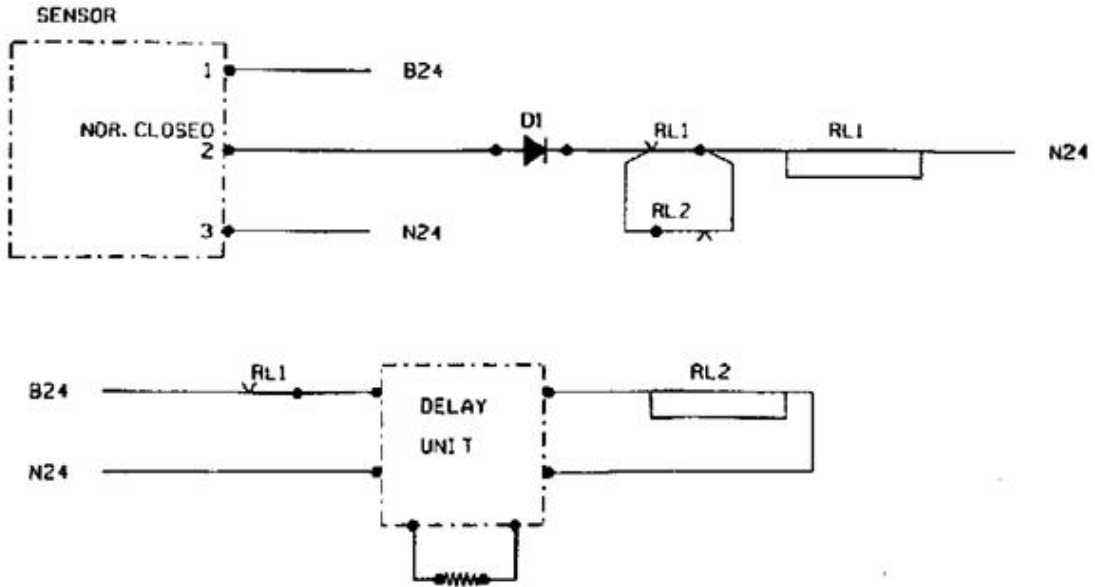 SENSOR
1 B24
NOR. CLOSED
2
D1
RL1
RL1
N24
RL2
3 N24
B24
RL1
RL2
DELAY
UNIT
N24